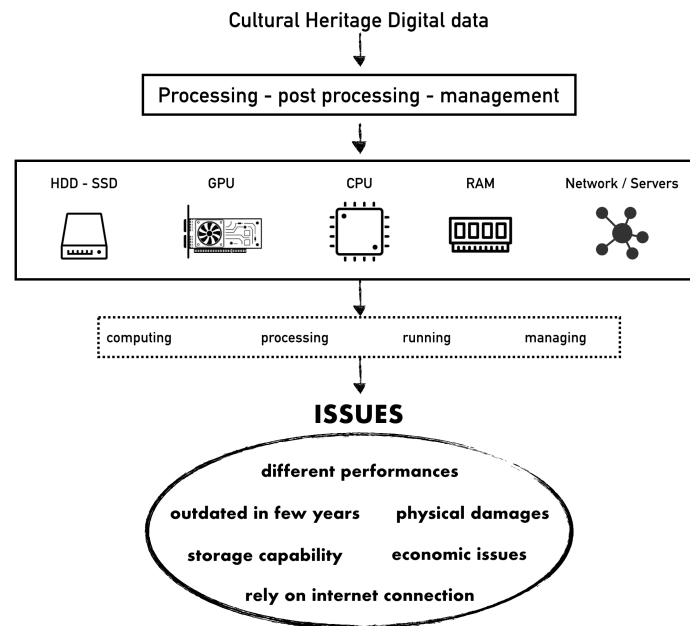 Cultural Heritage Digital data
Processing - post processing - management
HDD - SSD GPU CPU RAM Network / Servers
computing processing running managing
ISSUES
different performances
outdated in few years physical damages
storage capability economic issues
rely on internet connection